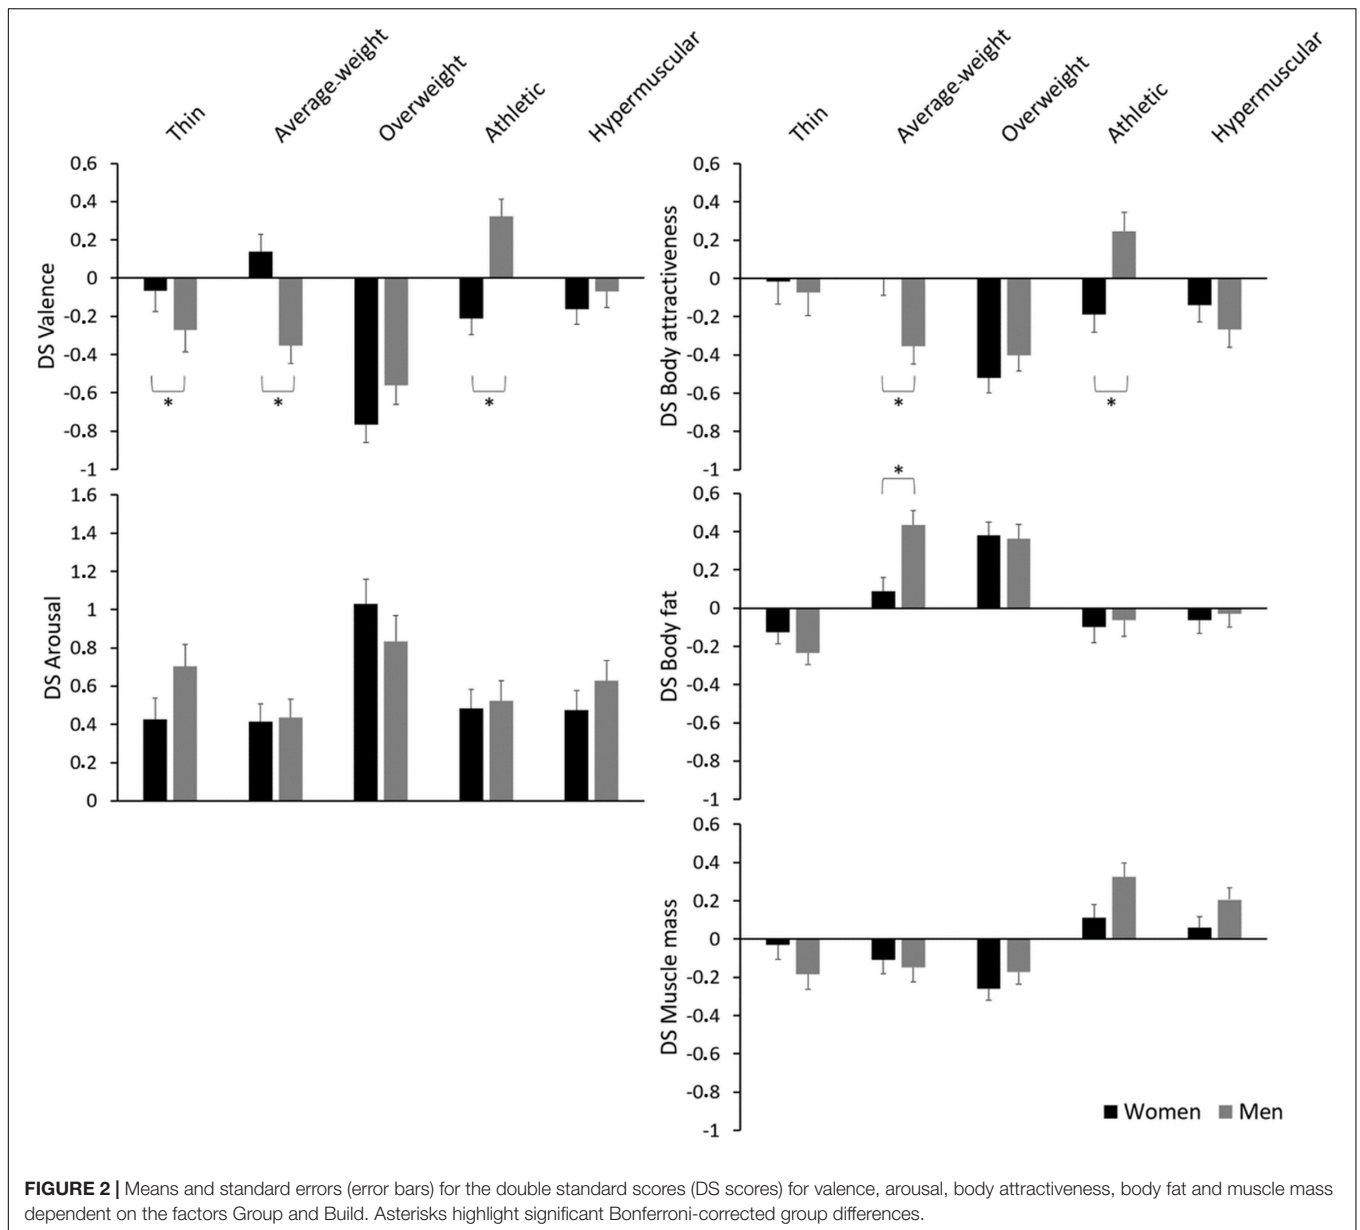 Thin
Average-weight
Overweight
Athletic
Hypermuscular
DS Valence
0.6
0.4
0.2
0
-0.2
-0.4
-0.6
-0.8
-1
*
*
*
Thin
Average-weight
Overweight
Athletic
Hypermuscular
DS Body attractiveness
0.6
0.4
0.2
0
-0.2
-0.4
-0.6
-0.8
-1
*
*
DS Arousal
1.6
1.4
1.2
1
0.8
0.6
0.4
0.2
0
DS Body fat
0.6
0.4
0.2
0
-0.2
-0.4
-0.6
-0.8
-1
*
DS Muscle mass
0.6
0.4
0.2
0
-0.2
-0.4
-0.6
-0.8
-1
Women Men
FIGURE 2 | Means and standard errors (error bars) for the double standard scores (DS scores) for valence, arousal, body attractiveness, body fat and muscle mass
dependent on the factors Group and Build. Asterisks highlight significant Bonferroni-corrected group differences.